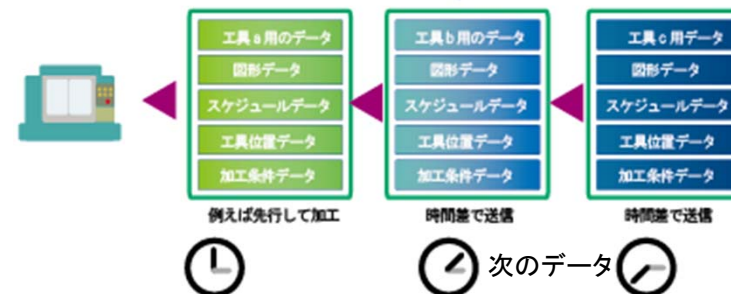 工具a用のデータ
図形データ
スケジュールデータ
工具位置データ
加工条件データ
例えば先行して加工
工具b用のデータ
図形データ
スケジュールデータ
工具位置データ
加工条件データ
時間差で送信
次のデータ
工具c用データ
図形データ
スケジュールデータ
工具位置データ
加工条件データ
時間差で送信